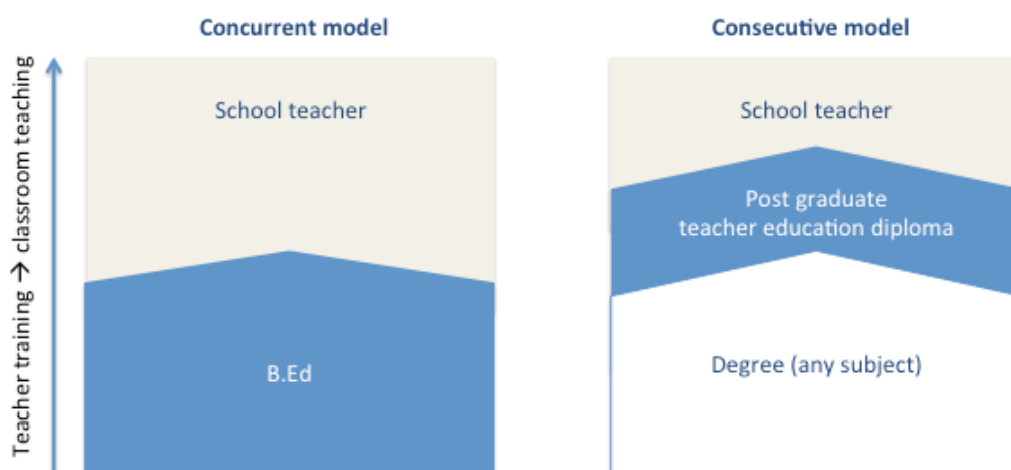 Concurrent model
Consecutive model
Teacher training → classroom teaching
School teacher
School teacher
Post graduate
teacher education diploma
B.Ed
Degree (any subject)